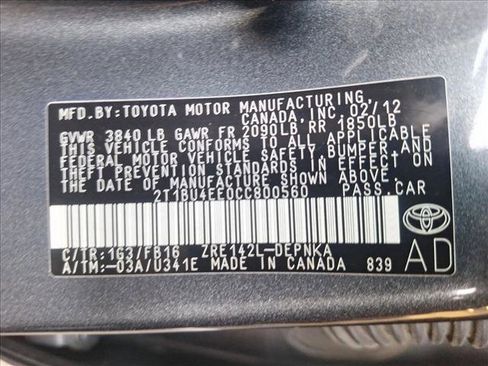 MFD.BY:TOYOTA MOTOR MANUFACTURING
CANADA,INC. 02/12
GVWR 3840LB GAWR FR 2090LB RR 1850LB
THIS VEHICLE CONFORMS TO ALL APPLICABLE
FEDERAL MOTOR VEHICLE SAFETY, BUMPER,AND
THEFT PREVENTION STANDARDS IN EFFECT ON
THE DATE OF MANUFACTURE SHOWN ABOVE.
2T1BU4EE0CC800560 PASS.CAR
C/TR:1G3/FB16 ZRE142L-DEPNKA
A/TM:-03A/U341E MADE IN CANADA 839
AD